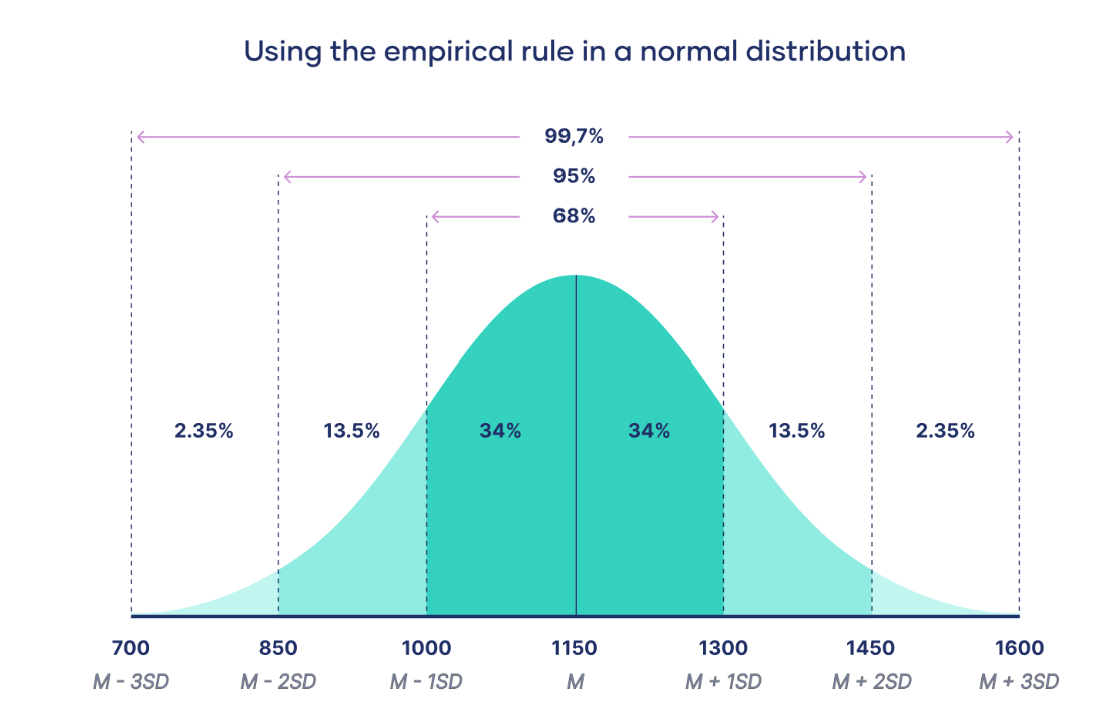 Using the empirical rule in a normal distribution
99,7%
95%
68%
2.35% 13.5% 34% 34% 13.5% 2.35%
700 850 1000 1150 1300 1450 1600
M - 3SD M - 2SD M - 1SD M M + 1SD M + 2SD M + 3SD